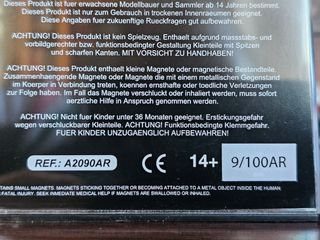 Dieses Produkt ist fuer erwachsene Modellbauer und Sammler ab 14 Jahren bestimmt.
Dieses Produkt ist nur zum Gebrauch in trockenen Innenraeumen geeignet.
Diese Angaben fuer zukuenftige Rueckfragen gut aufbewahren.
ACHTUNG! Dieses Produkt ist kein Spielzeug. Enthaelt aufgrund massstabs- und
vorbildgerechter bzw. funktionsbedingter Gestaltung Kleinteile mit Spitzen
und scharfen Kanten. MIT VORSICHT ZU HANDHABEN!
ACHTUNG! Dieses Produkt enthaelt kleine Magnete oder magnetische Bestandteile.
Zusammenhaengende Magnete oder Magnete die mit einem metallischen Gegenstand
im Koerper in Verbindung treten, koennen ernsthafte oder toedliche Verletzungen
zur Folge haben. Im Fall das Magnete verschluckt oder inhaliert werden, muss sofort
aerztliche Hilfe in Anspruch genommen werden.
ACHTUNG! Nicht fuer Kinder unter 36 Monaten geeignet. Erstickungsgefahr
wegen verschluckbarer Kleinteile. ACHTUNG! Funktionsbedingte Klemmgefahr.
FUER KINDER UNZUGAENGLICH AUFBEWAHREN!
REF.: A2090AR
CE
14+
9/100AR
TAINS SMALL MAGNETS. MAGNETS STICKING TOGETHER OR BECOMING ATTACHED TO A METAL OBJECT INSIDE THE HUMAN
FATAL INJURY. SEEK IMMEDIATE MEDICAL HELP IF MAGNETS ARE SWALLOWED OR INHALED.